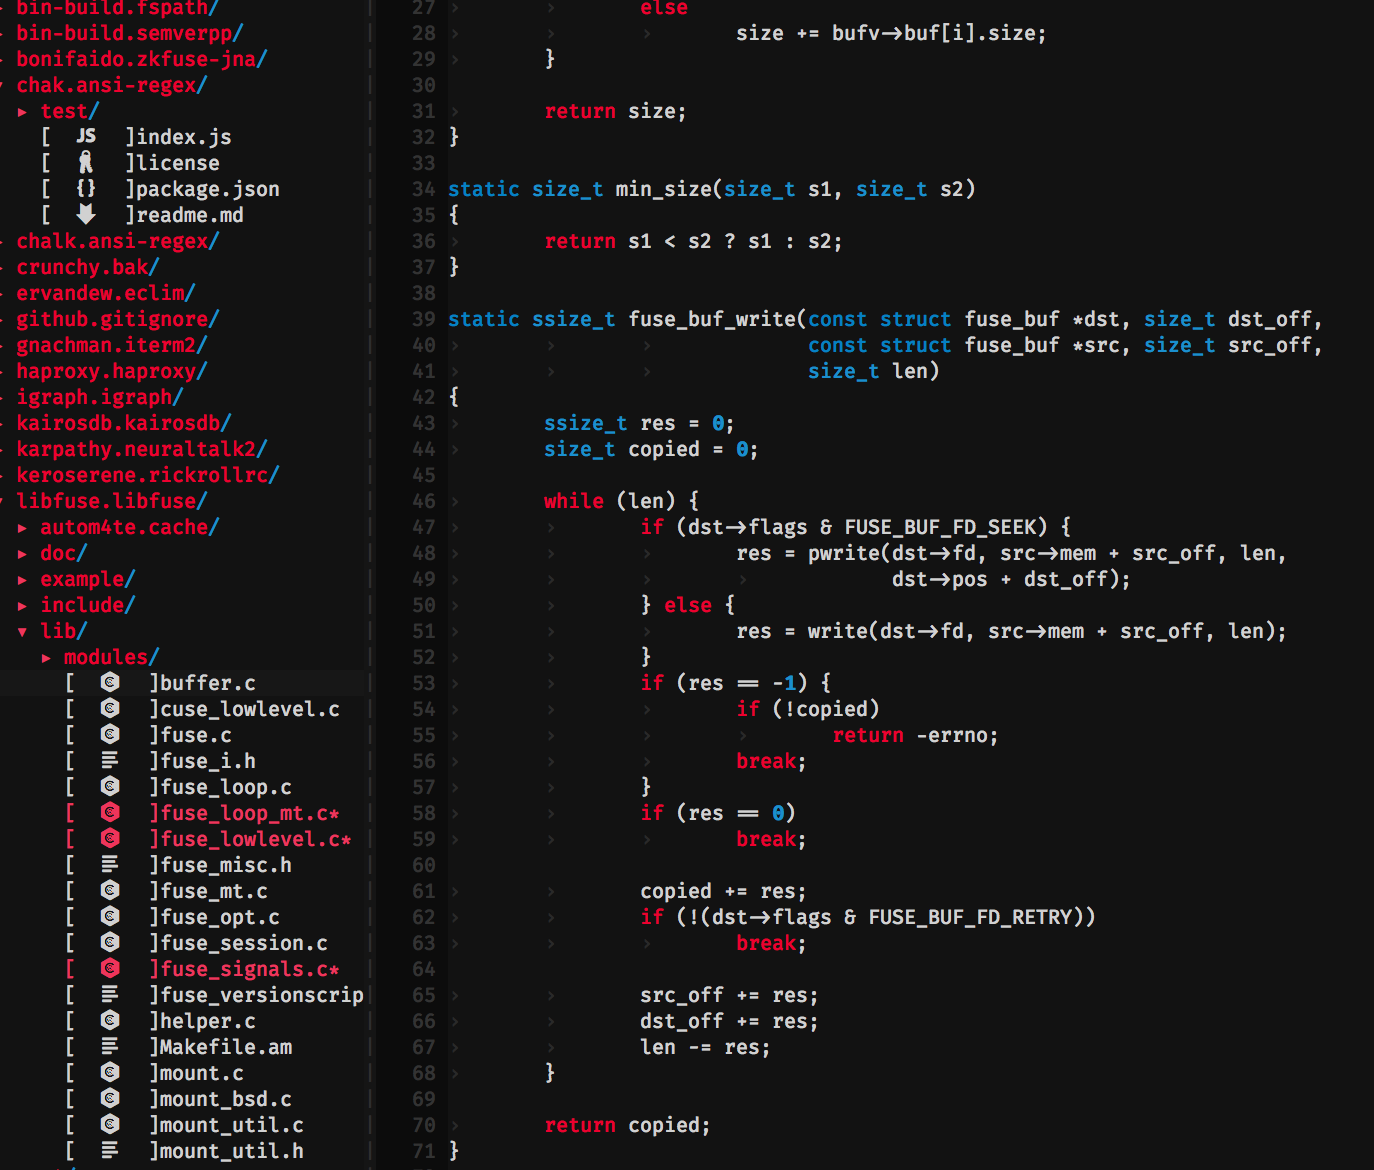 bin-build.fspath/
bin-build.semverpp/
bonifaido.zkfuse-jna/
chak.ansi-regex/
▸ test/
[ JS ]index.js
[ ]license
[ {} ]package.json
[ ]readme.md
chalk.ansi-regex/
crunchy.bak/
ervandew.eclim/
github.gitignore/
gnachman.iterm2/
haproxy.haproxy/
igraph.igraph/
kairosdb.kairosdb/
karpathy.neuraltalk2/
keroserene.rickrollrc/
libfuse.libfuse/
▸ autom4te.cache/
▸ doc/
▸ example/
▸ include/
▾ lib/
▸ modules/
[ C ]buffer.c
[ C ]cuse_lowlevel.c
[ C ]fuse.c
[ ]fuse_i.h
[ C ]fuse_loop.c
[ C ]fuse_loop_mt.c*
[ C ]fuse_lowlevel.c*
[ ]fuse_misc.h
[ C ]fuse_mt.c
[ C ]fuse_opt.c
[ C ]fuse_session.c
[ C ]fuse_signals.c*
[ ]fuse_versionscrip
[ C ]helper.c
[ ]Makefile.am
[ C ]mount.c
[ C ]mount_bsd.c
[ C ]mount_util.c
[ ]mount_util.h
27 else
28 size += bufv→buf[i].size;
29 }
30
31 return size;
32 }
33
34 static size_t min_size(size_t s1, size_t s2)
35 {
36 return s1 < s2 ? s1 : s2;
37 }
38
39 static ssize_t fuse_buf_write(const struct fuse_buf *dst, size_t dst_off,
40 const struct fuse_buf *src, size_t src_off,
41 size_t len)
42 {
43 ssize_t res = 0;
44 size_t copied = 0;
45
46 while (len) {
47 if (dst→flags & FUSE_BUF_FD_SEEK) {
48 res = pwrite(dst→fd, src→mem + src_off, len,
49 dst→pos + dst_off);
50 } else {
51 res = write(dst→fd, src→mem + src_off, len);
52 }
53 if (res == -1) {
54 if (!copied)
55 return -errno;
56 break;
57 }
58 if (res == 0)
59 break;
60
61 copied += res;
62 if (!(dst→flags & FUSE_BUF_FD_RETRY))
63 break;
64
65 src_off += res;
66 dst_off += res;
67 len -= res;
68 }
69
70 return copied;
71 }